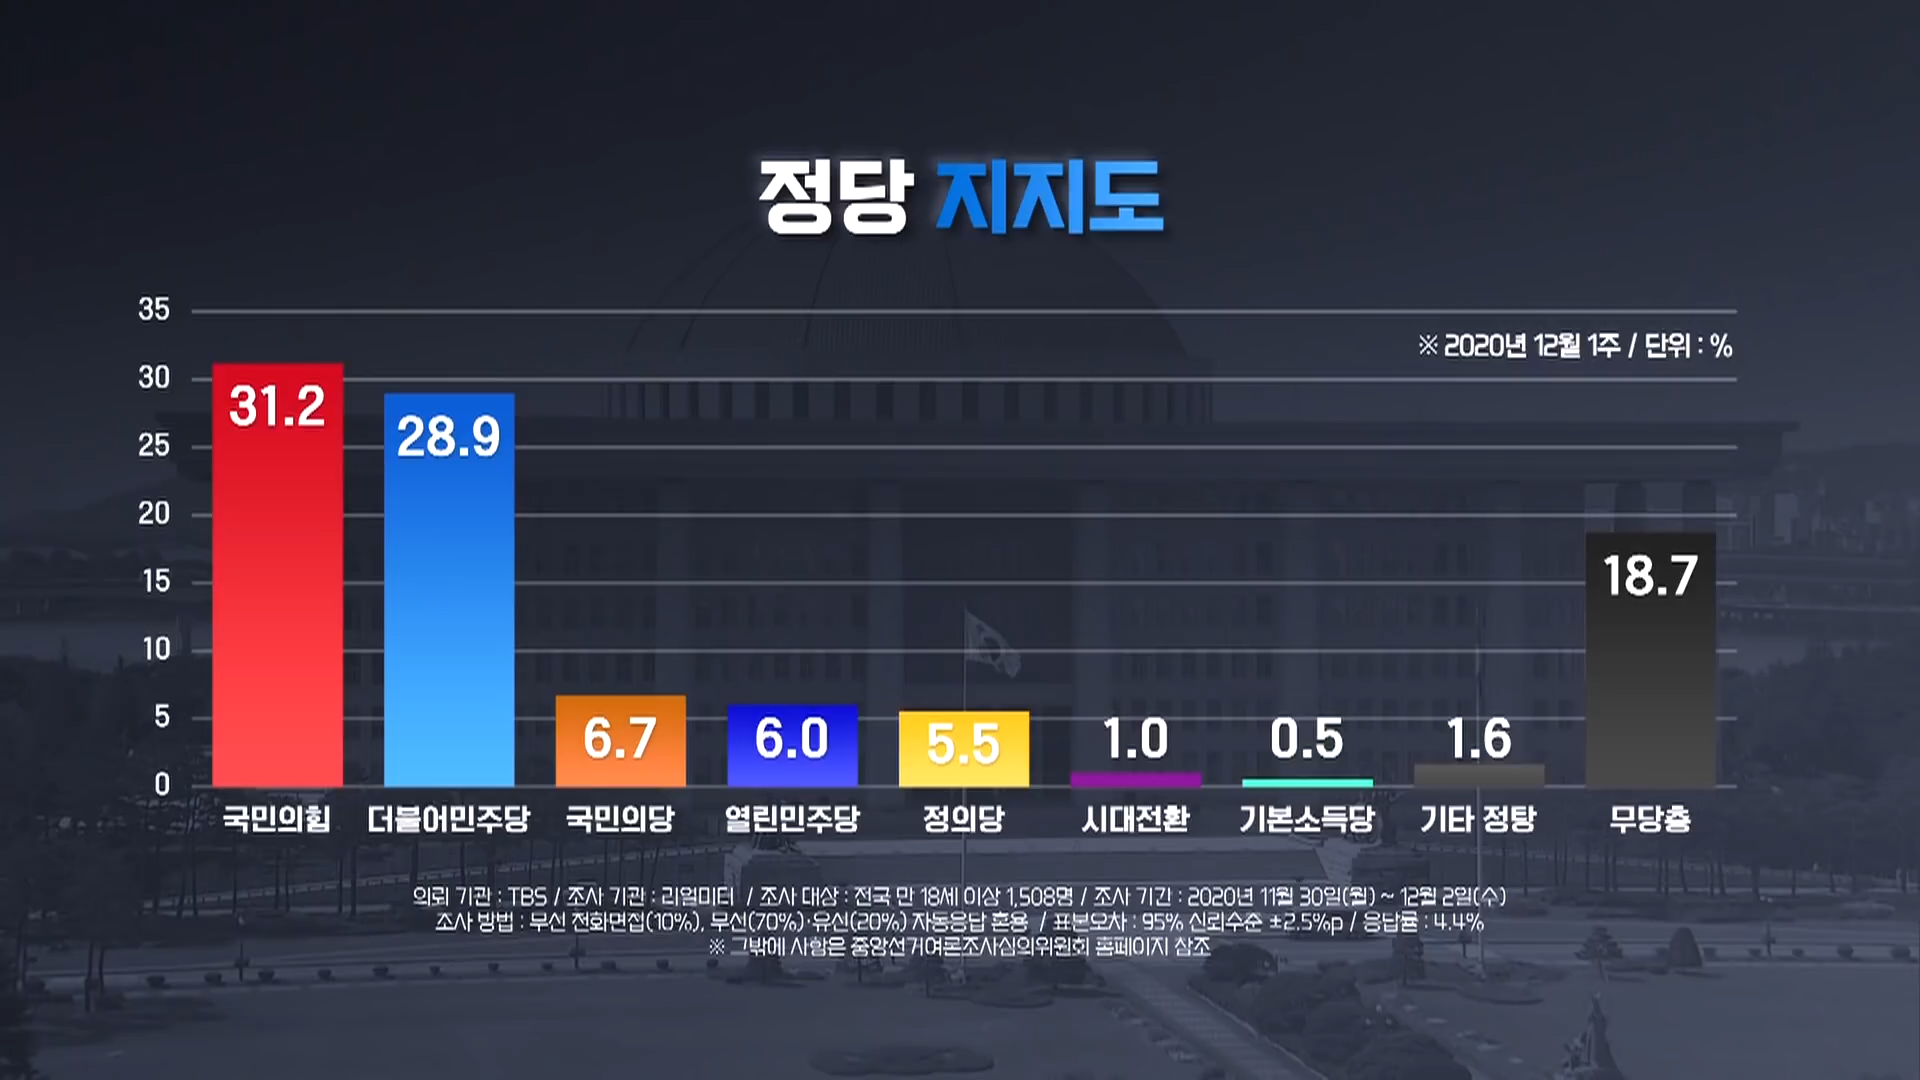 정당 지지도
※ 2020년 12월 1주 / 단위 : %
35
30
25
20
15
10
5
0
31.2
28.9
6.7
6.0
5.5
1.0
0.5
1.6
18.7
국민의힘 더불어민주당 국민의당 열린민주당 정의당 시대전환 기본소득당 기타 정탕 무당층
의뢰 기관 : TBS / 조사 기관 : 리얼미터 / 조사 대상 : 전국 만 18세 이상 1,508명 / 조사 기간 : 2020년 11월 30일(월) ~ 12월 2일(수)
조사 방법 : 무선 전화면접(10%), 무선(70%)·유선(20%) 자동응답 혼용 / 표본오차 : 95% 신뢰수준 ±2.5%p / 응답률 : 4.4%
※ 그밖에 사항은 중앙선거여론조사심의위원회 홈페이지 참조